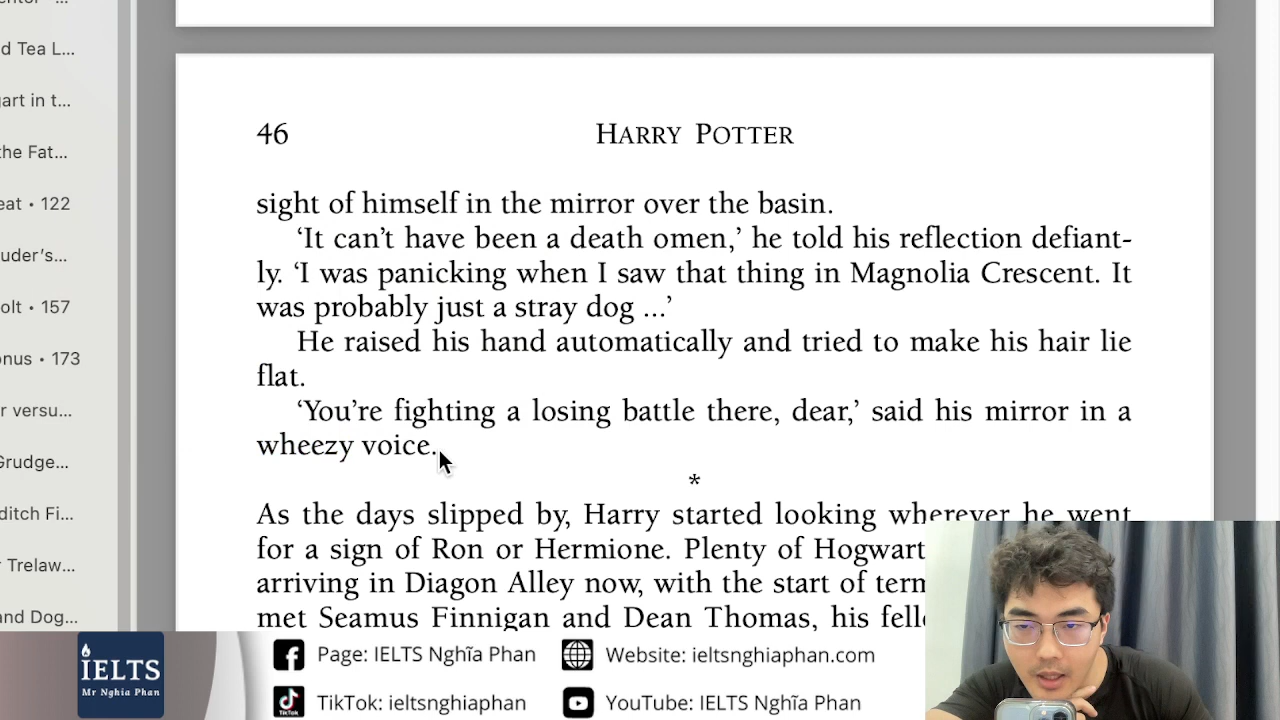 d Tea L...
art in t...
the Fat...
eat • 122
uder's...
olt • 157
onus • 173
r versu...
Grudge...
ditch Fi...
Trelaw...
and Dog...
46 HARRY POTTER
sight of himself in the mirror over the basin.
‘It can’t have been a death omen,’ he told his reflection defiant-
ly. ‘I was panicking when I saw that thing in Magnolia Crescent. It
was probably just a stray dog ...’
He raised his hand automatically and tried to make his hair lie
flat.
‘You’re fighting a losing battle there, dear,’ said his mirror in a
wheezy voice.
*
As the days slipped by, Harry started looking wherever he went
for a sign of Ron or Hermione. Plenty of Hogwart
arriving in Diagon Alley now, with the start of term
met Seamus Finnigan and Dean Thomas, his fell
IELTS
Mr Nghia Phan
Page: IELTS Nghĩa Phan
Website: ieltsnghiaphan.com
TikTok
TikTok: ieltsnghiaphan
YouTube: IELTS Nghĩa Phan